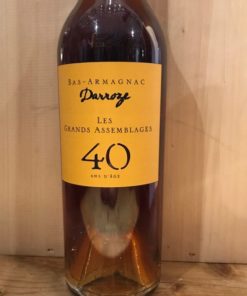 Bas-Armagnac
Darroze
Les
Grands Assemblages
40
ans d'âge